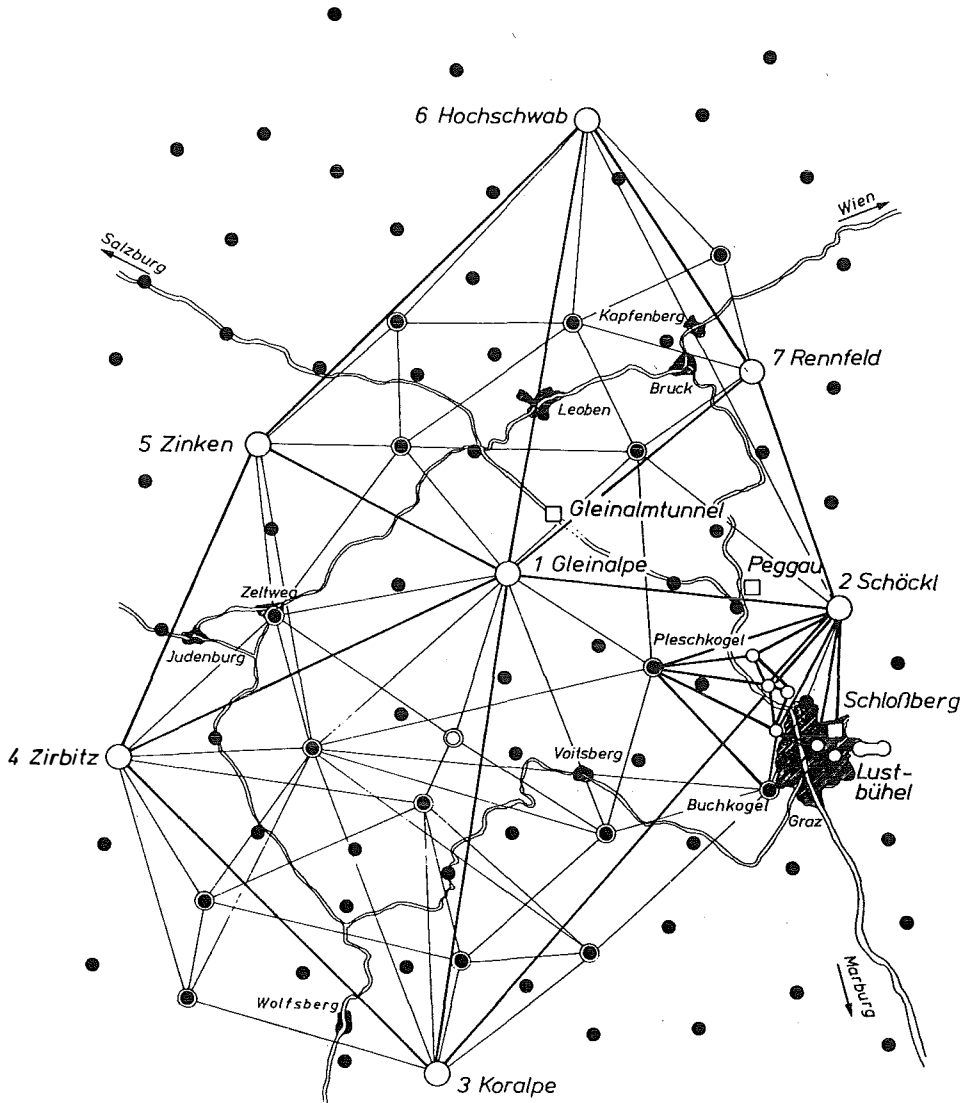 6 Hochschwab
Wien
Salzburg
Kapfenberg
7 Rennfeld
Bruck
Leoben
5 Zinken
Gleinalmtunnel
1 Gleinalpe
Peggau
2 Schöckl
Zeltweg
Pleschkogel
Judenburg
Schloßberg
4 Zirbitz
Voitsberg
Lust-
bühel
Buchkogel
Graz
Marburg
Wolfsberg
3 Koralpe